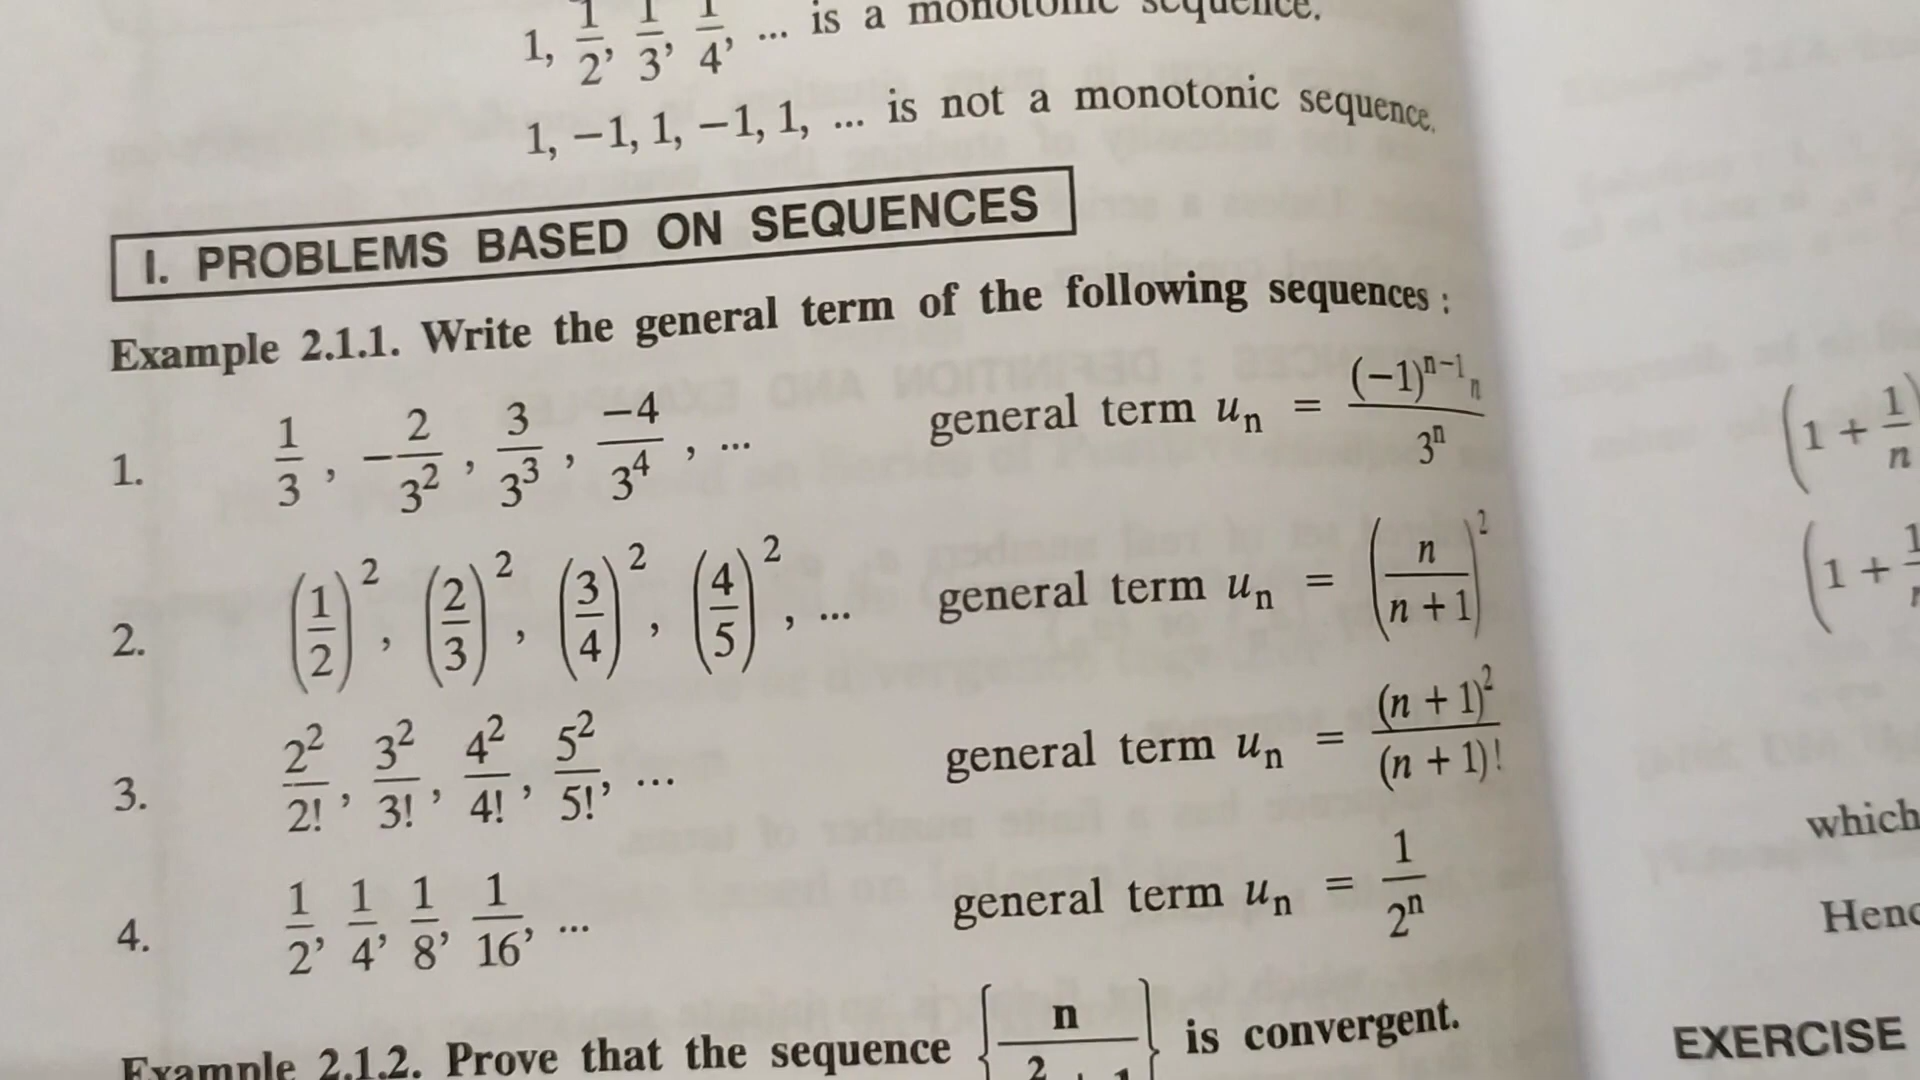 1, 1/2, 1/3, 1/4, ... is a monotonic sequence.
1, −1, 1, −1, 1, ... is not a monotonic sequence.
I. PROBLEMS BASED ON SEQUENCES
Example 2.1.1. Write the general term of the following sequences :
1. 1/3 , −2/3² , 3/3³ , −4/3⁴ , ... general term uₙ = (−1)ⁿ⁻¹ n / 3ⁿ
2. (1/2)², (2/3)², (3/4)², (4/5)², ... general term uₙ = (n/(n + 1))²
3. 2²/2!, 3²/3!, 4²/4!, 5²/5!, ... general term uₙ = (n + 1)²/(n + 1)!
4. 1/2, 1/4, 1/8, 1/16, ... general term uₙ = 1/2ⁿ
Example 2.1.2. Prove that the sequence { n / } is convergent.
(1 + 1/n
(1 +
which
EXERCISE